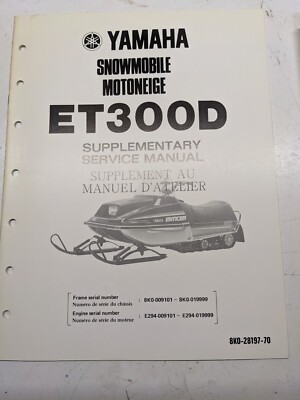 YAMAHA
SNOWMOBILE
MOTONEIGE
ET300D
SUPPLEMENTARY
SERVICE MANUAL
SUPPLEMENT AU
MANUEL D'ATELIER
Frame serial number : 8K0-009101 ~ 8K0-019999
Numéro de série du châssis
Engine serial number : E294-009101 ~ E294-019999
Numéro de série du moteur
8K0-28197-70